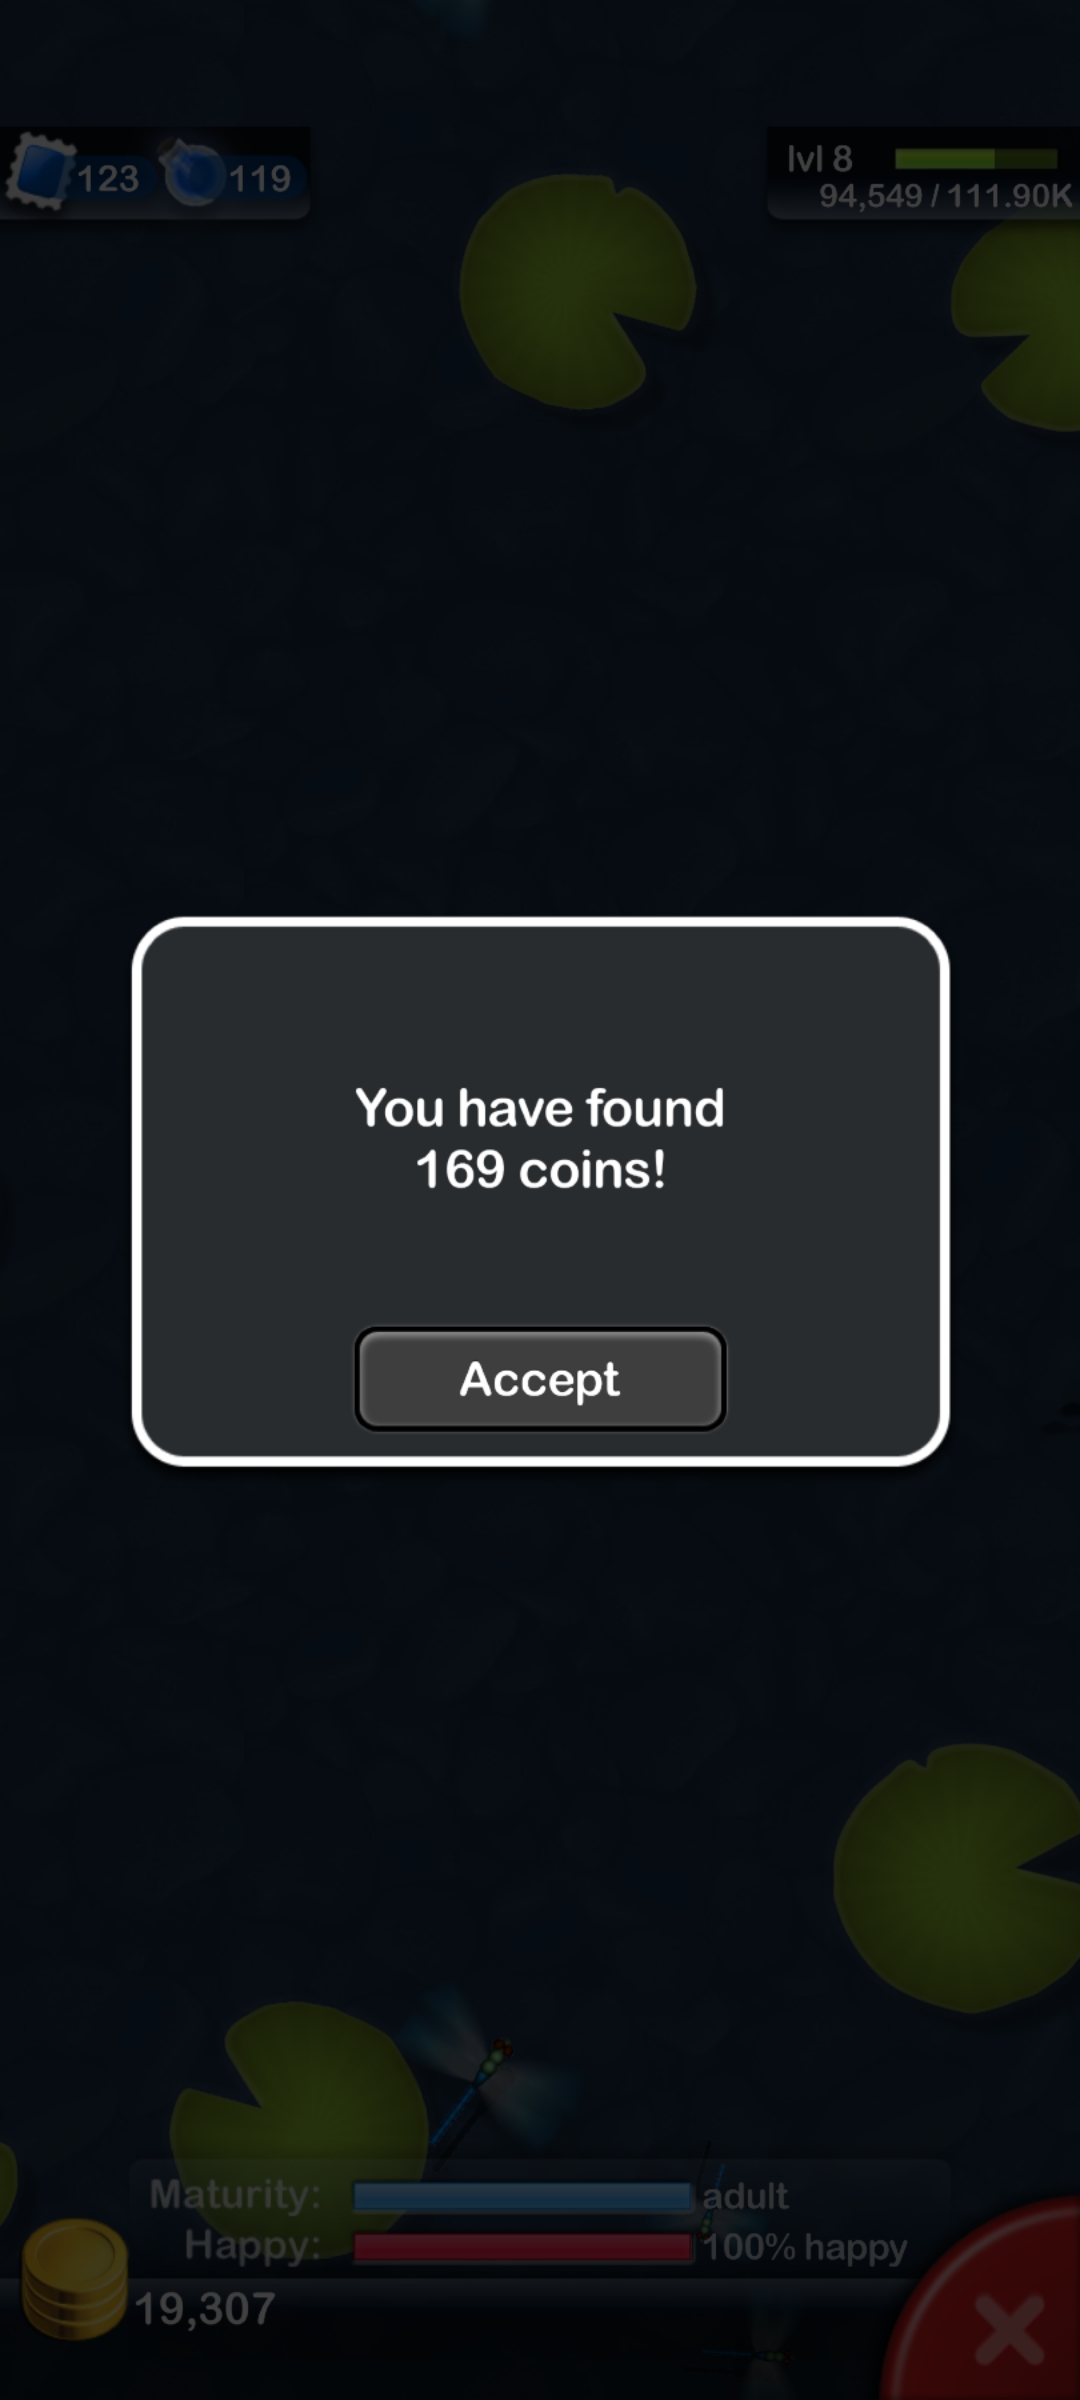 123 119
lvl 8
94,549 / 111.90K
You have found
169 coins!
Accept
Maturity: adult
Happy: 100% happy
19,307